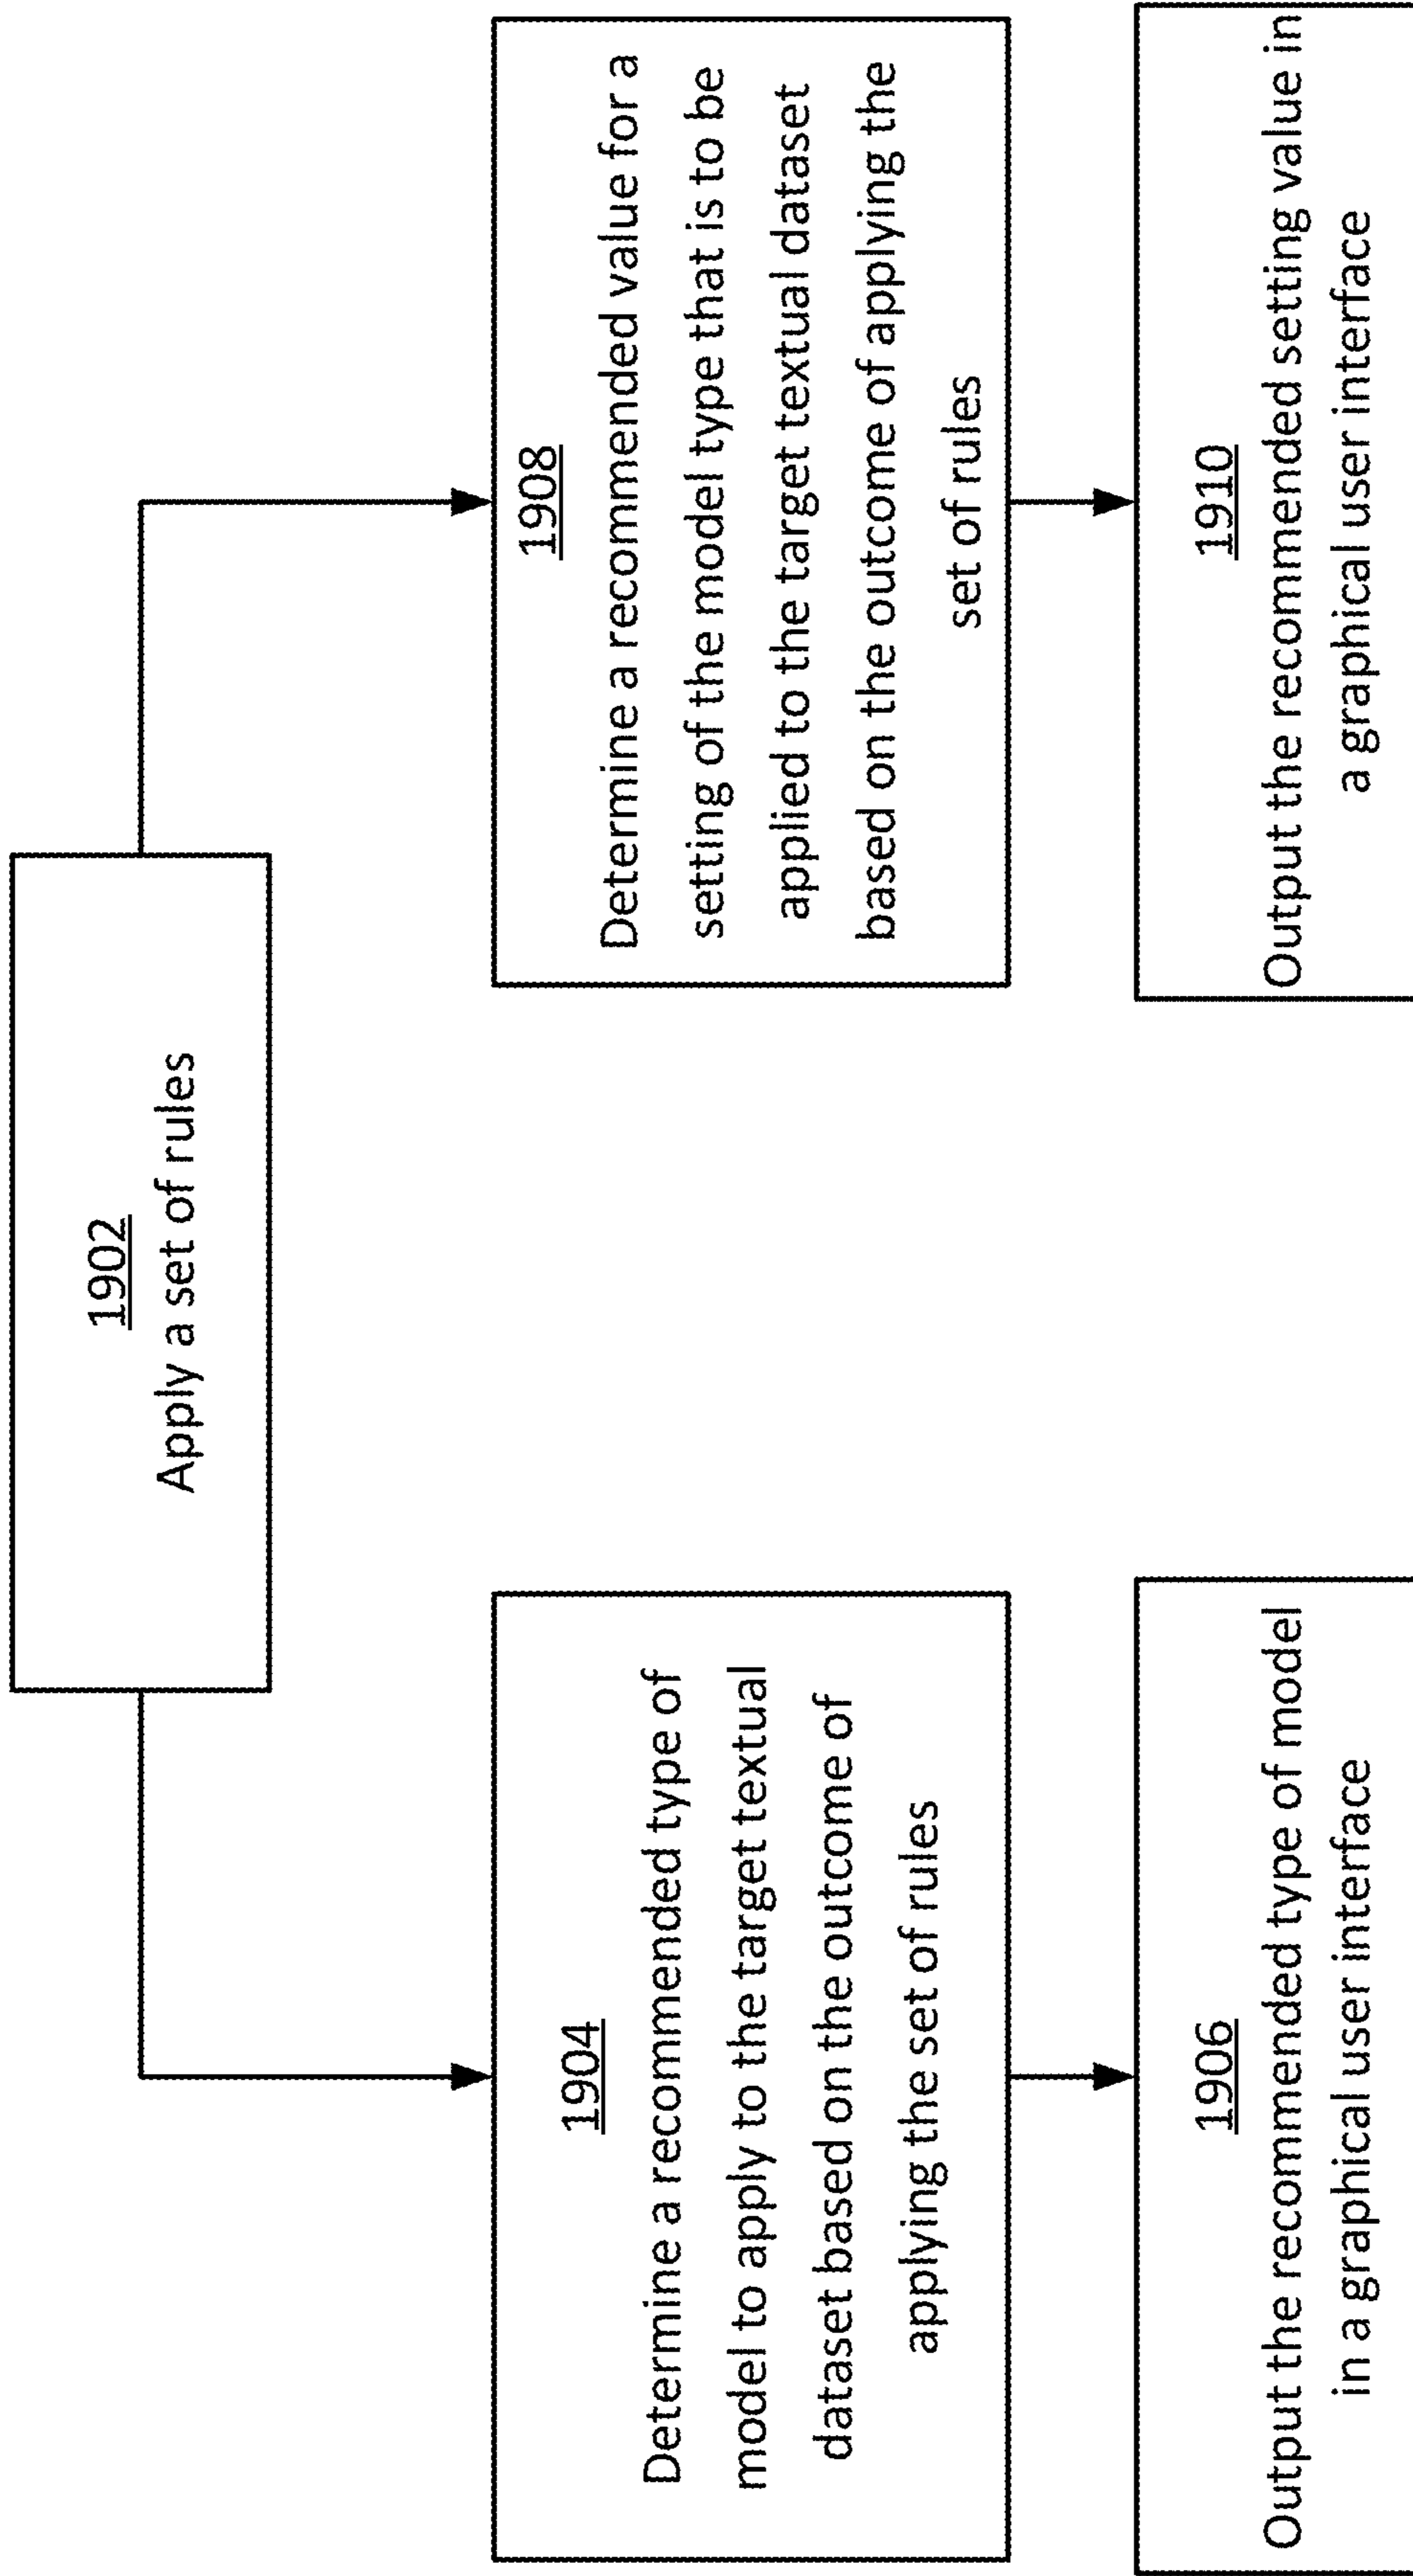 1902
Apply a set of rules
1904
Determine a recommended type of
model to apply to the target textual
dataset based on the outcome of
applying the set of rules
1906
Output the recommended type of model
in a graphical user interface
1908
Determine a recommended value for a
setting of the model type that is to be
applied to the target textual dataset
based on the outcome of applying the
set of rules
1910
Output the recommended setting value in
a graphical user interface